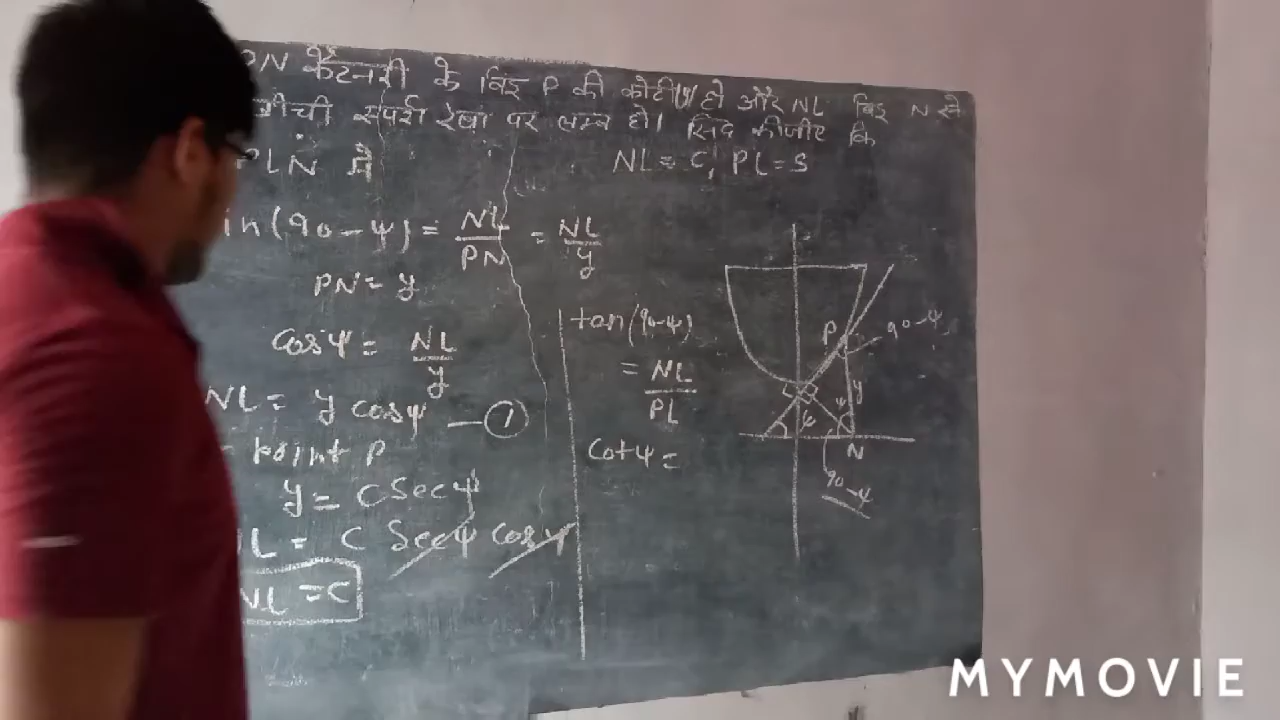 PN कैटनरी के बिंदु P की कोटि(y) हो और NL बिंदु N से
खींची स्पर्श रेखा पर लम्ब हो। सिद्ध कीजीए कि
PLN में
NL = C, PL = S
in(90-ψ) = NL/PN = NL/y
PN = y
cosψ = NL/y
NL = y cosψ — ①
point P
y = C Secψ
L = C Secψ cosψ
NL = C
tan(90-ψ)
= NL/PL
Cotψ =
P
90-ψ
y
ψ
ψ
N
90-ψ
MYMOVIE